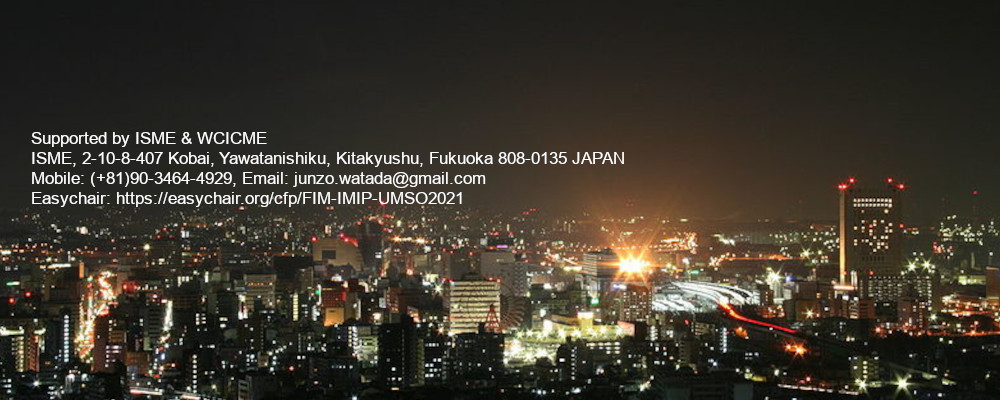 Supported by ISME & WCICME
ISME, 2-10-8-407 Kobai, Yawatanishiku, Kitakyushu, Fukuoka 808-0135 JAPAN
Mobile: (+81)90-3464-4929, Email: junzo.watada@gmail.com
Easychair: https://easychair.org/cfp/FIM-IMIP-UMSO2021